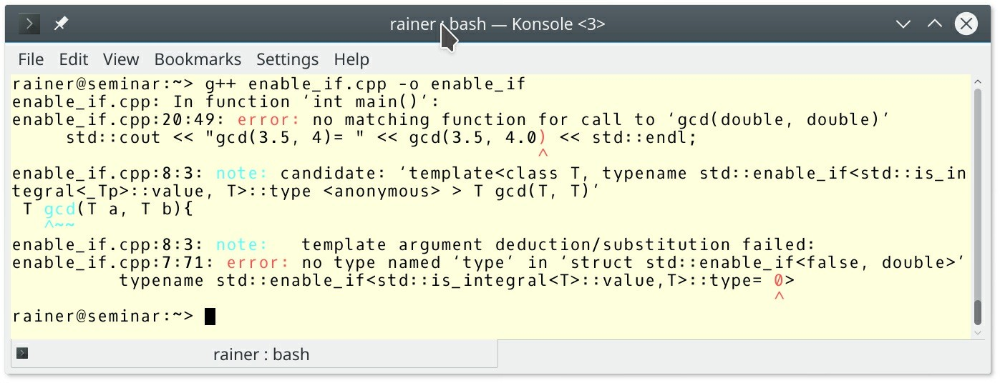 rainer : bash — Konsole <3>
File Edit View Bookmarks Settings Help
rainer@seminar:~> g++ enable_if.cpp -o enable_if
enable_if.cpp: In function ‘int main()’:
enable_if.cpp:20:49: error: no matching function for call to ‘gcd(double, double)’
     std::cout << "gcd(3.5, 4)= " << gcd(3.5, 4.0) << std::endl;
                                                 ^
enable_if.cpp:8:3: note: candidate: ‘template<class T, typename std::enable_if<std::is_in
tegral<_Tp>::value, T>::type <anonymous> > T gcd(T, T)’
 T gcd(T a, T b){
   ^~~
enable_if.cpp:8:3: note:   template argument deduction/substitution failed:
enable_if.cpp:7:71: error: no type named ‘type’ in ‘struct std::enable_if<false, double>’
          typename std::enable_if<std::is_integral<T>::value,T>::type= 0>
                                                                       ^
rainer@seminar:~>
rainer : bash